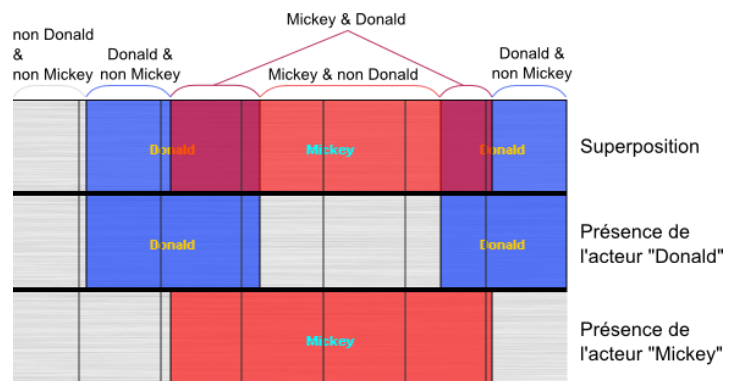 Mickey & Donald
non Donald
&
non Mickey
Donald &
non Mickey
Mickey & non Donald
Donald &
non Mickey
Donald
Mickey
Donald
Superposition
Donald
Donald
Présence de
l'acteur "Donald"
Mickey
Présence de
l'acteur "Mickey"